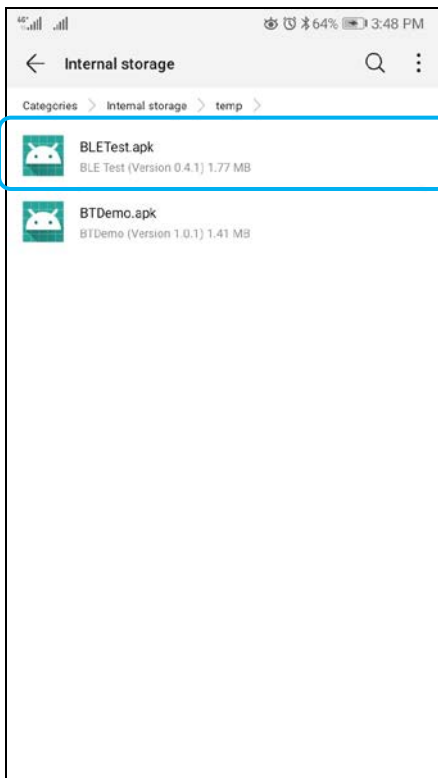 46+ 64% 3:48 PM
Internal storage
Categories > Internal storage > temp >
BLETest.apk
BLE Test (Version 0.4.1) 1.77 MB
BTDemo.apk
BTDemo (Version 1.0.1) 1.41 MB